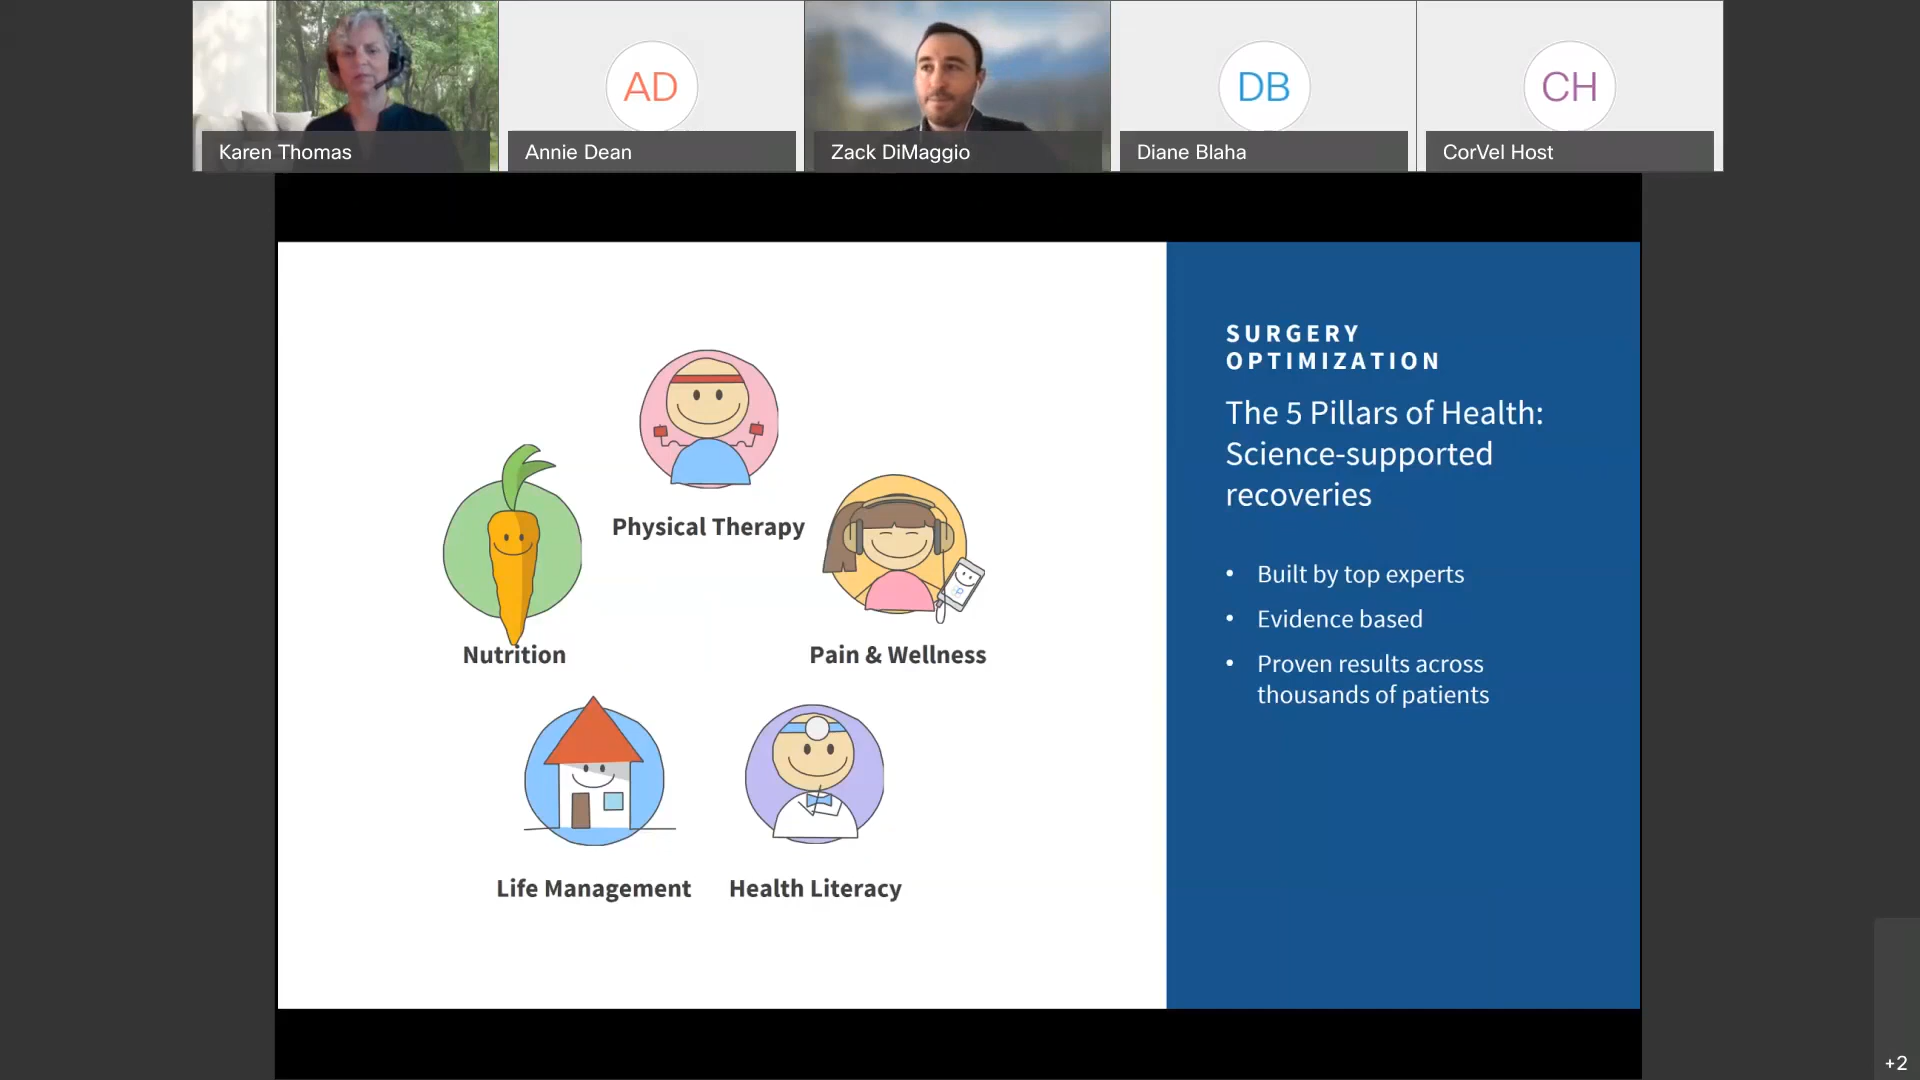 AD
DB
CH
Karen Thomas
Annie Dean
Zack DiMaggio
Diane Blaha
CorVel Host
Physical Therapy
Nutrition
Pain & Wellness
Life Management
Health Literacy
SURGERY
OPTIMIZATION
The 5 Pillars of Health:
Science-supported
recoveries
• Built by top experts
• Evidence based
• Proven results across
thousands of patients
+2